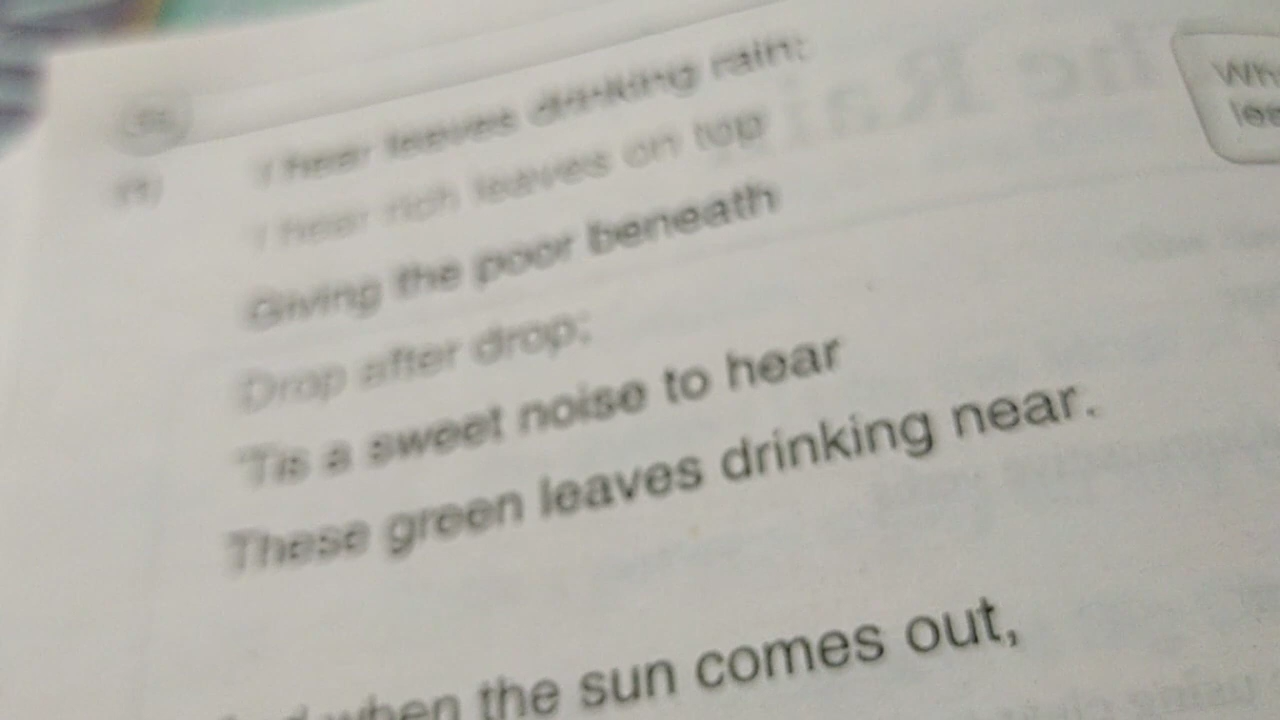 I hear leaves drinking rain;
I hear rich leaves on top
Giving the poor beneath
Drop after drop;
'Tis a sweet noise to hear
These green leaves drinking near.
when the sun comes out,